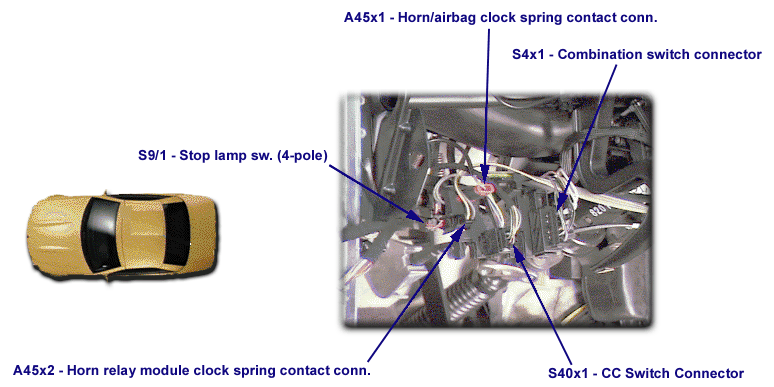 A45x1 - Horn/airbag clock spring contact conn.
S4x1 - Combination switch connector
S9/1 - Stop lamp sw. (4-pole)
820
A45x2 - Horn relay module clock spring contact conn.
S40x1 - CC Switch Connector